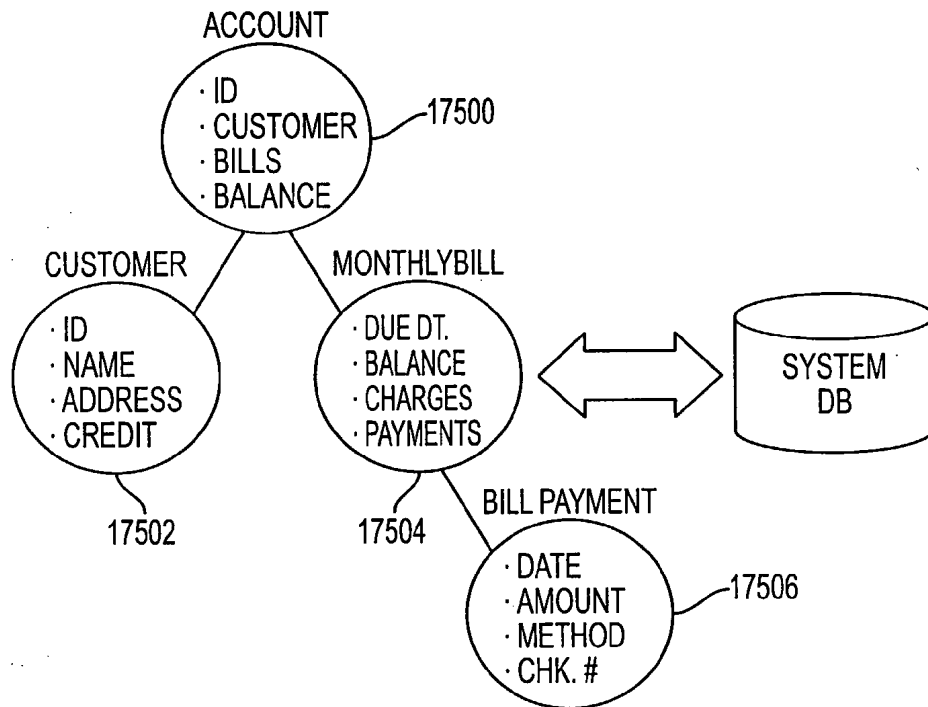 ACCOUNT
· ID
· CUSTOMER
· BILLS
· BALANCE
17500
CUSTOMER
· ID
· NAME
· ADDRESS
· CREDIT
17502
MONTHLYBILL
· DUE DT.
· BALANCE
· CHARGES
· PAYMENTS
17504
SYSTEM
DB
BILL PAYMENT
· DATE
· AMOUNT
· METHOD
· CHK. #
17506